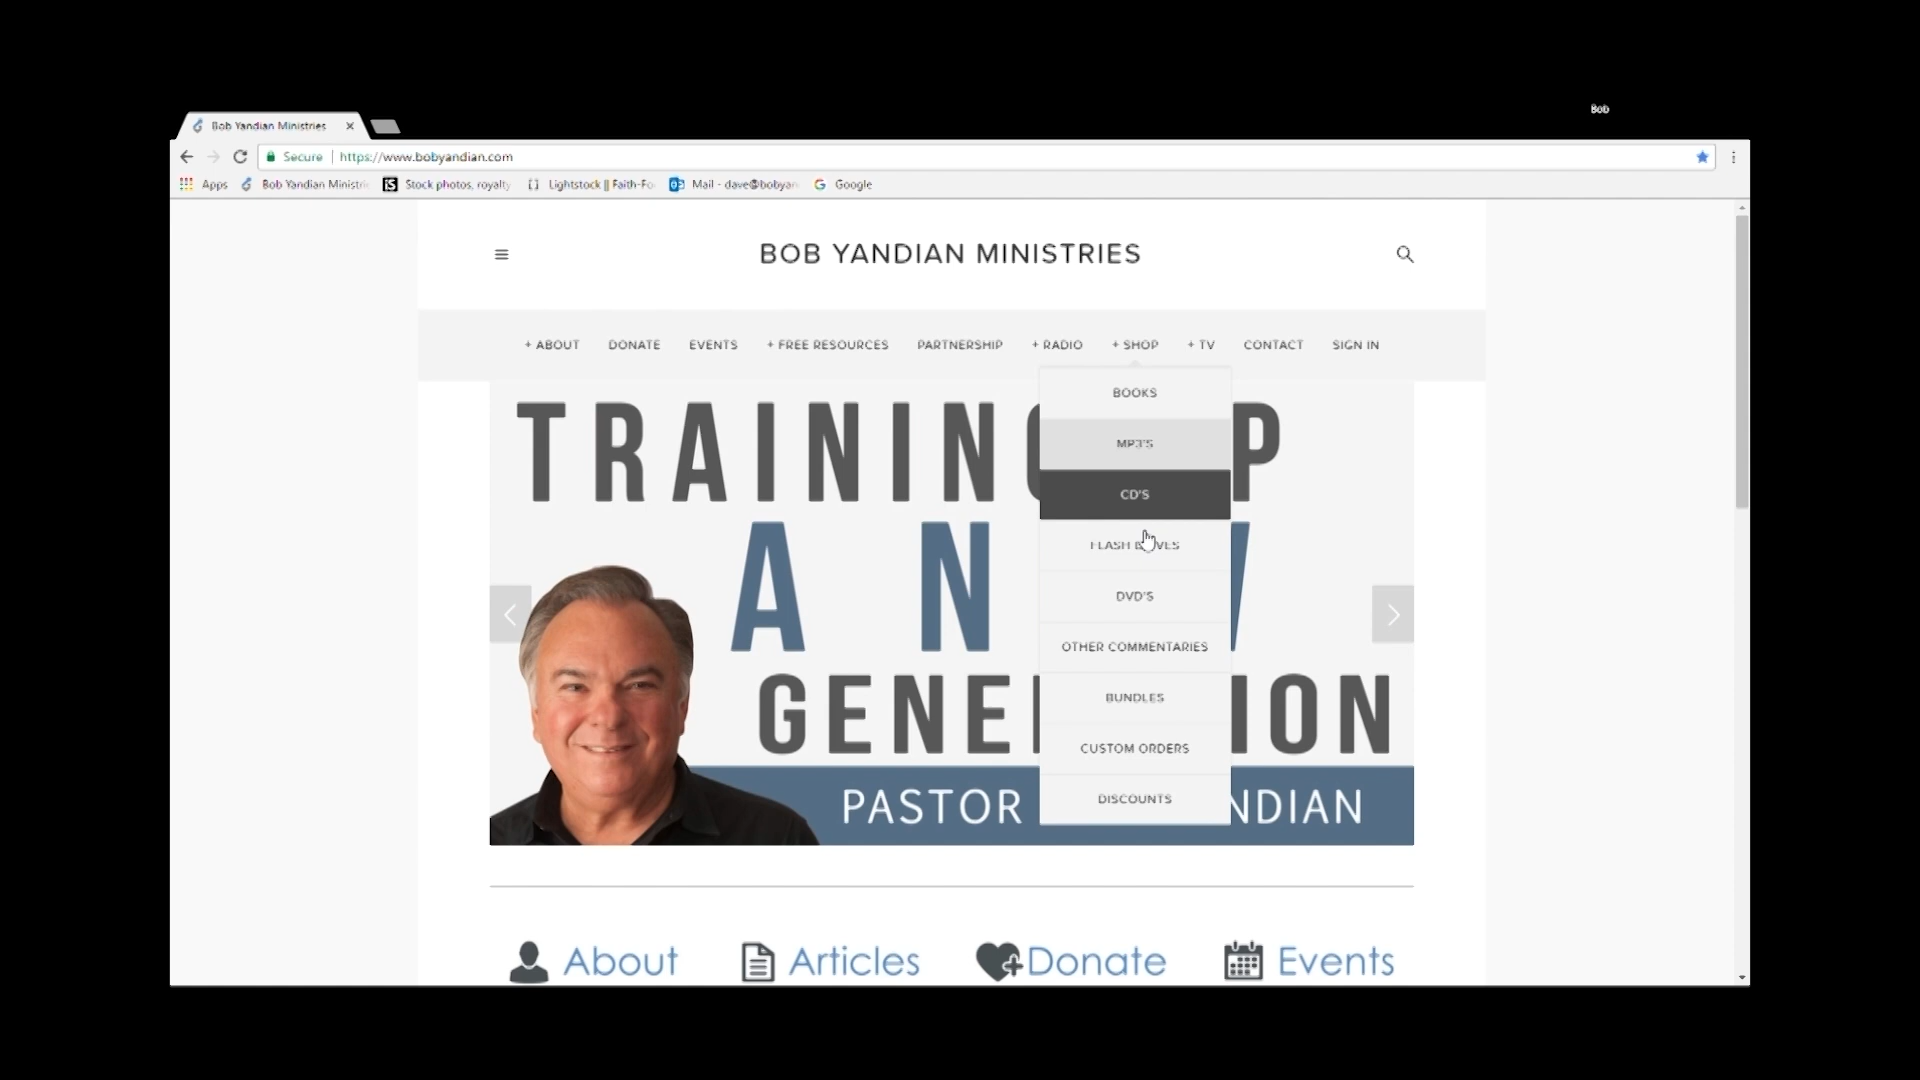 Bob
Bob Yandian Ministries
Secure https://www.bobyandian.com
Apps Bob Yandian Ministri Stock photos, royalty Lightstock || Faith-Fo Mail - dave@bobyan Google
BOB YANDIAN MINISTRIES
+ ABOUT DONATE EVENTS + FREE RESOURCES PARTNERSHIP + RADIO + SHOP + TV CONTACT SIGN IN
BOOKS
MP3'S
CD'S
FLASH
DVD'S
OTHER COMMENTARIES
BUNDLES
CUSTOM ORDERS
DISCOUNTS
TRAINING P
A N
GENE ION
PASTOR NDIAN
About Articles Donate Events